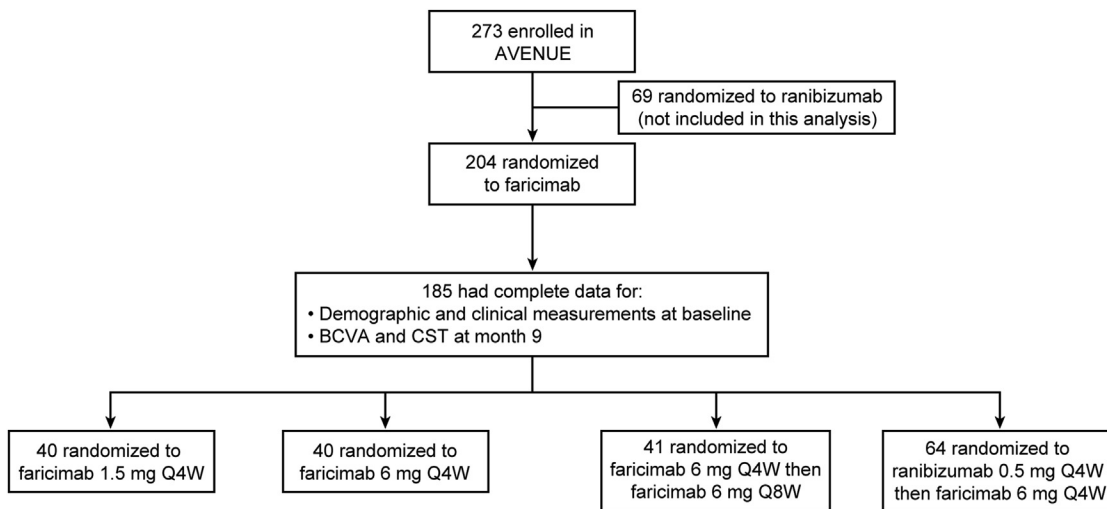 273 enrolled in
AVENUE
69 randomized to ranibizumab
(not included in this analysis)
204 randomized
to faricimab
185 had complete data for:
• Demographic and clinical measurements at baseline
• BCVA and CST at month 9
40 randomized to
faricimab 1.5 mg Q4W
40 randomized to
faricimab 6 mg Q4W
41 randomized to
faricimab 6 mg Q4W then
faricimab 6 mg Q8W
64 randomized to
ranibizumab 0.5 mg Q4W
then faricimab 6 mg Q4W